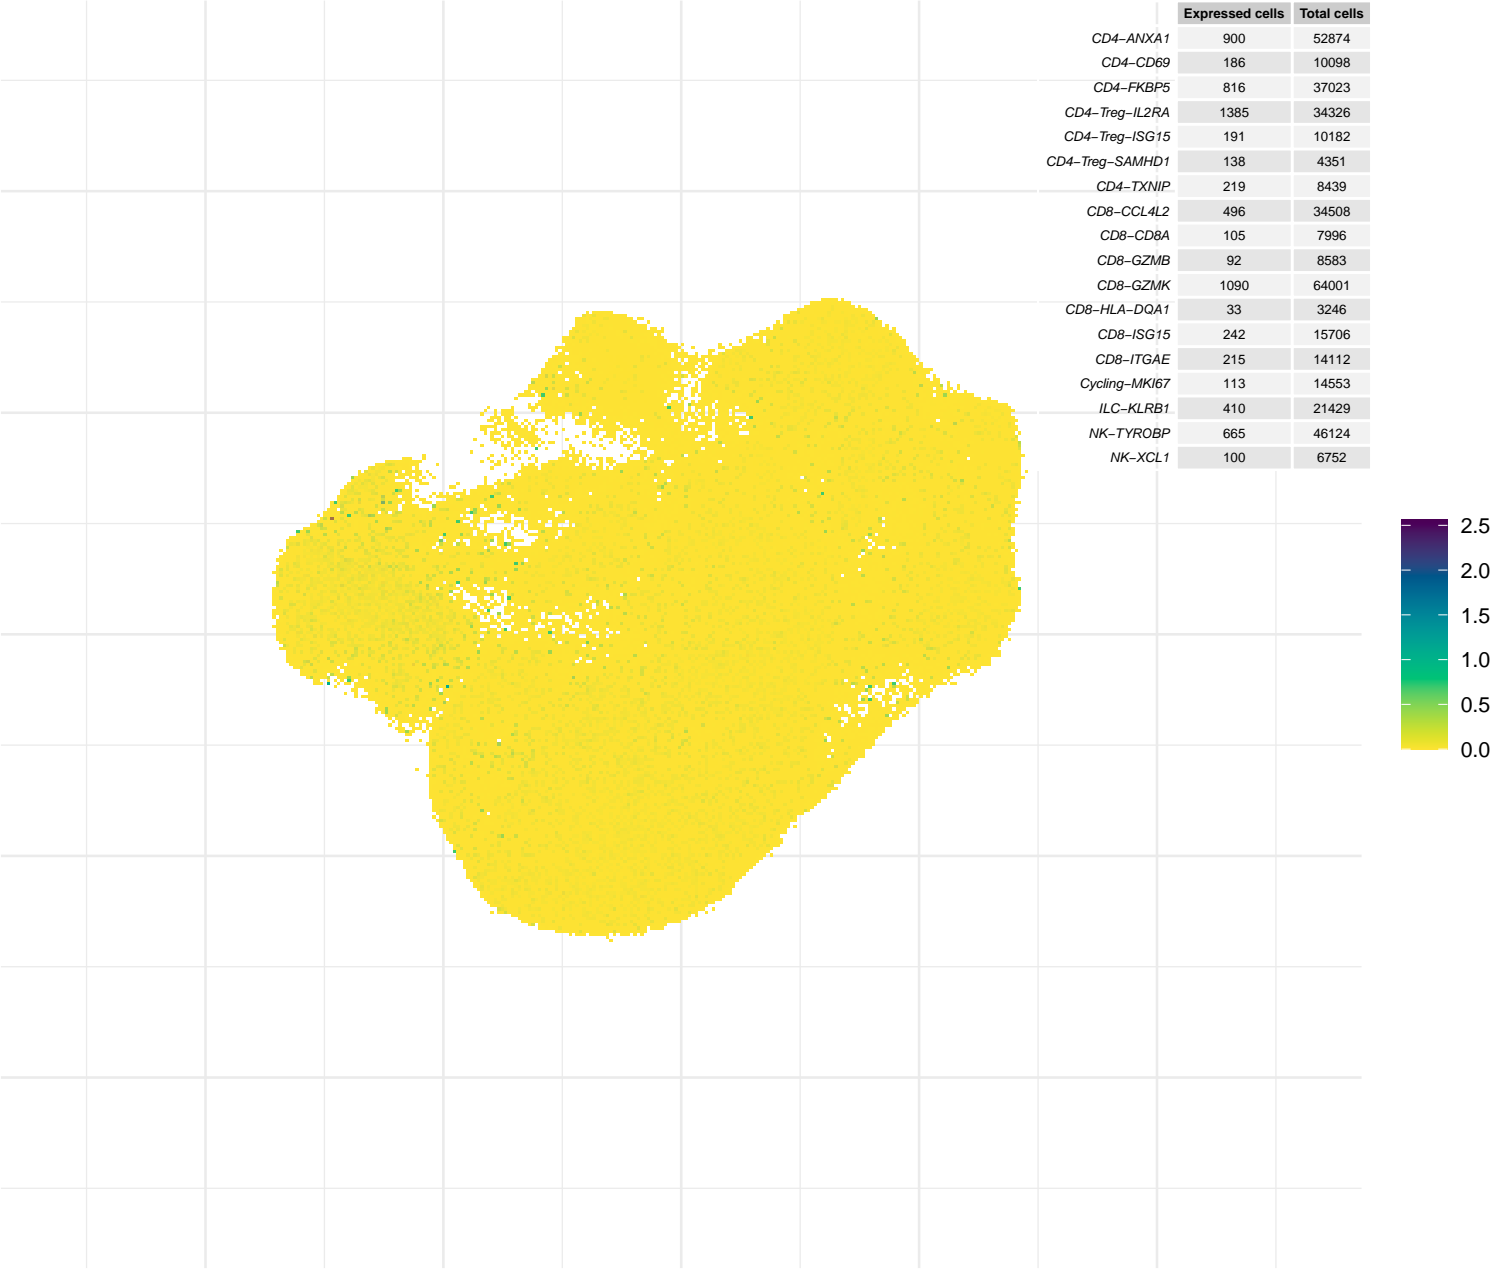 Expressed cells Total cells
CD4−ANXA1 900 52874
CD4−CD69 186 10098
CD4−FKBP5 816 37023
CD4−Treg−IL2RA 1385 34326
CD4−Treg−ISG15 191 10182
CD4−Treg−SAMHD1 138 4351
CD4−TXNIP 219 8439
CD8−CCL4L2 496 34508
CD8−CD8A 105 7996
CD8−GZMB 92 8583
CD8−GZMK 1090 64001
CD8−HLA−DQA1 33 3246
CD8−ISG15 242 15706
CD8−ITGAE 215 14112
Cycling−MKI67 113 14553
ILC−KLRB1 410 21429
NK−TYROBP 665 46124
NK−XCL1 100 6752
2.5
2.0
1.5
1.0
0.5
0.0